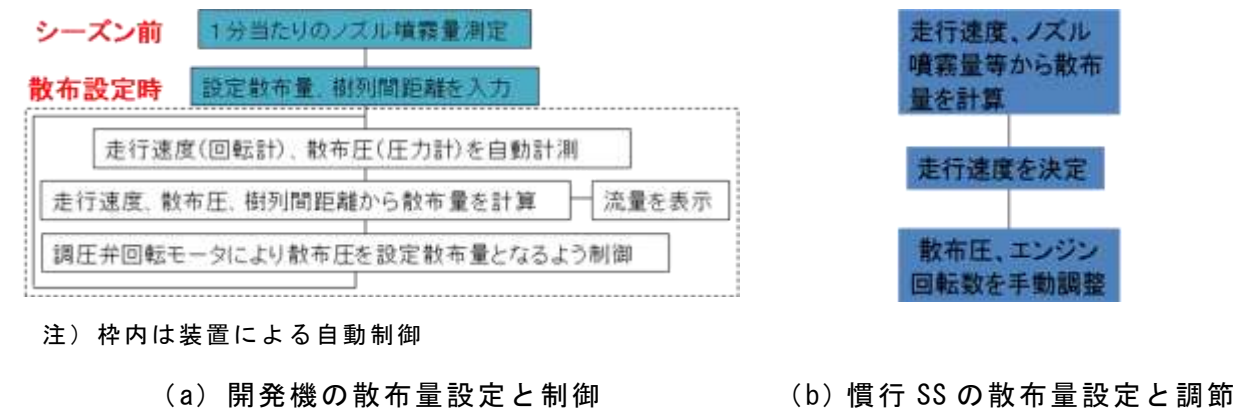 シーズン前
1分当たりのノズル噴霧量測定
散布設定時
設定散布量、樹列間距離を入力
走行速度(回転計)、散布圧(圧力計)を自動計測
走行速度、散布圧、樹列間距離から散布量を計算
流量を表示
調圧弁回転モータにより散布圧を設定散布量となるよう制御
注）枠内は装置による自動制御
(a) 開発機の散布量設定と制御
走行速度、ノズル
噴霧量等から散布
量を計算
走行速度を決定
散布圧、エンジン
回転数を手動調整
(b) 慣行 SS の散布量設定と調節